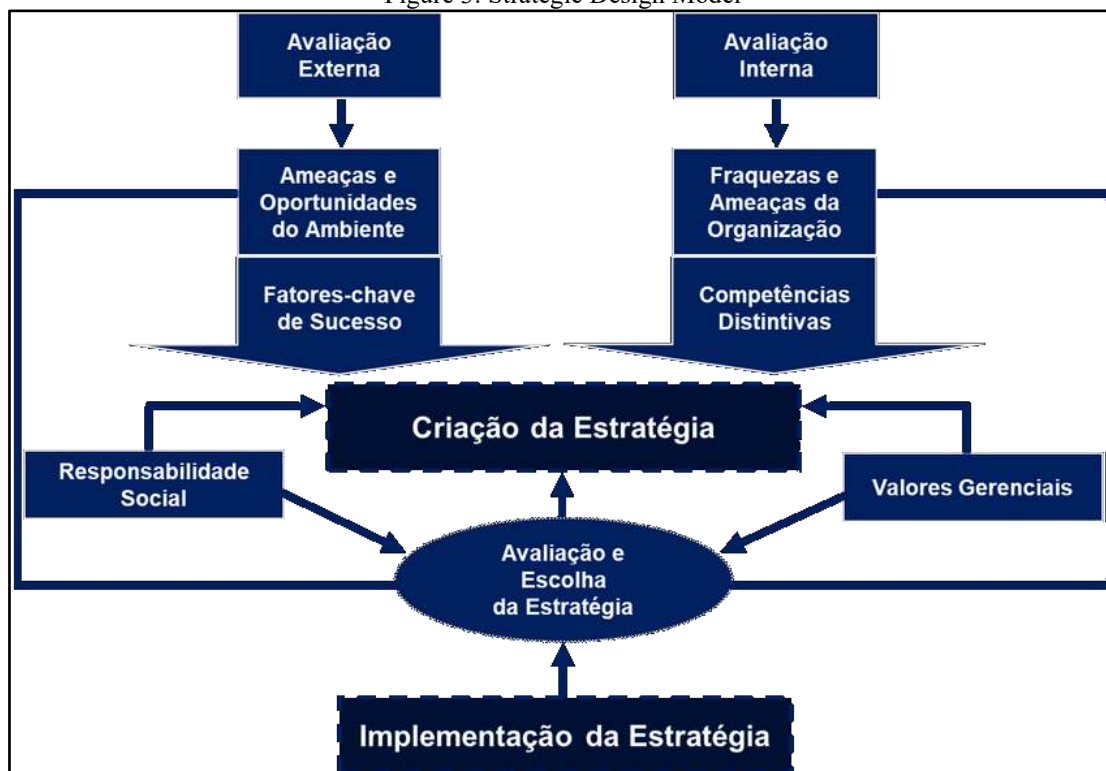 Figure 3: Strategic Design Model
Avaliação
Externa
Avaliação
Interna
Ameaças e
Oportunidades
do Ambiente
Fraquezas e
Ameaças da
Organização
Fatores-chave
de Sucesso
Competências
Distintivas
Criação da Estratégia
Responsabilidade
Social
Valores Gerenciais
Avaliação e
Escolha
da Estratégia
Implementação da Estratégia